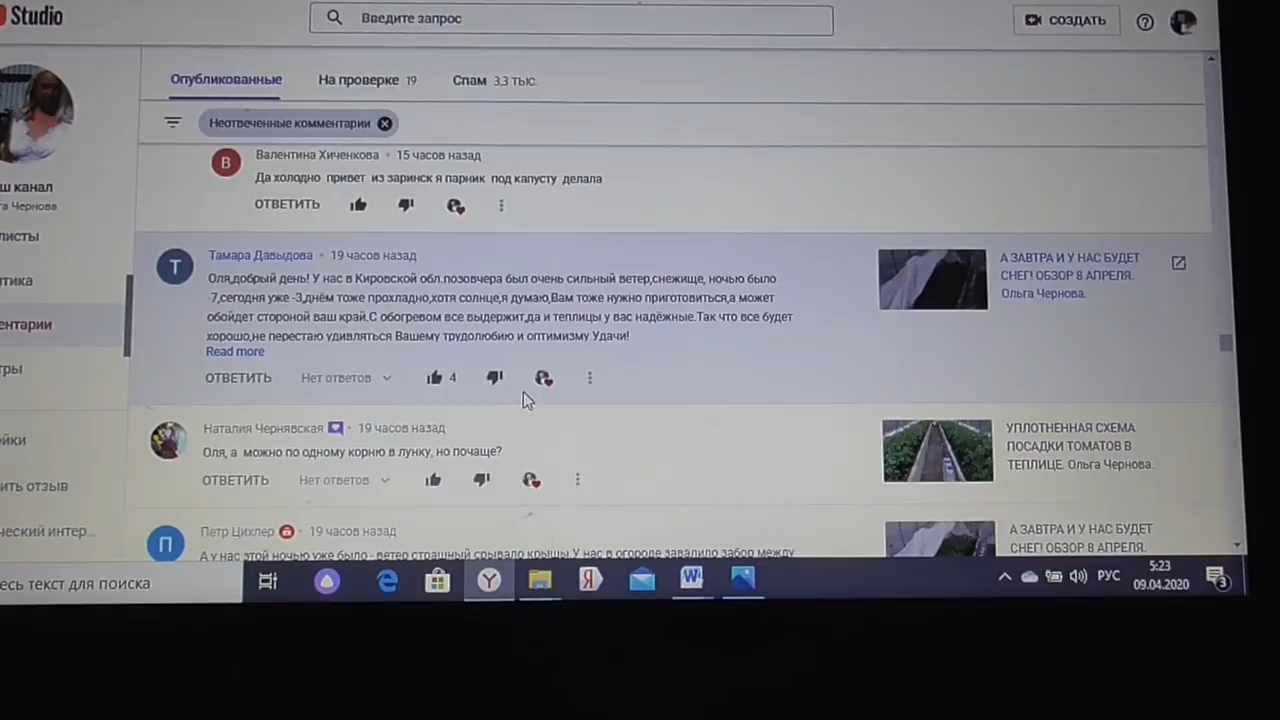 Studio
Введите запрос
СОЗДАТЬ
Опубликованные
На проверке 19
Спам 3,3 тыс.
Неотвеченные комментарии
В
Валентина Хиченкова • 15 часов назад
Да холодно привет из заринск я парник под капусту делала
ОТВЕТИТЬ
ш канал
га Чернова
листы
тика
ентарии
ры
ойки
ить отзыв
ческий интер...
Т
Тамара Давыдова • 19 часов назад
Оля,добрый день! У нас в Кировской обл.позовчера был очень сильный ветер,снежище, ночью было
-7,сегодня уже -3,днём тоже прохладно,хотя солнце,я думаю,Вам тоже нужно приготовиться,а может
обойдет стороной ваш край.С обогревом все выдержит,да и теплицы у вас надёжные.Так что все будет
хорошо,не перестаю удивляться Вашему трудолюбию и оптимизму Удачи!
Read more
ОТВЕТИТЬ Нет ответов 4
А ЗАВТРА И У НАС БУДЕТ
СНЕГ! ОБЗОР 8 АПРЕЛЯ.
Ольга Чернова.
Наталия Чернявская • 19 часов назад
Оля, а можно по одному корню в лунку, но почаще?
ОТВЕТИТЬ Нет ответов
УПЛОТНЕННАЯ СХЕМА
ПОСАДКИ ТОМАТОВ В
ТЕПЛИЦЕ. Ольга Чернова.
П
Петр Цихлер • 19 часов назад
А у нас этой ночью уже было - ветер страшный срывало крыши У нас в огороде завалило забор между
А ЗАВТРА И У НАС БУДЕТ
СНЕГ! ОБЗОР 8 АПРЕЛЯ.
есь текст для поиска
Y
Я
W
РУС
5:23
09.04.2020
3